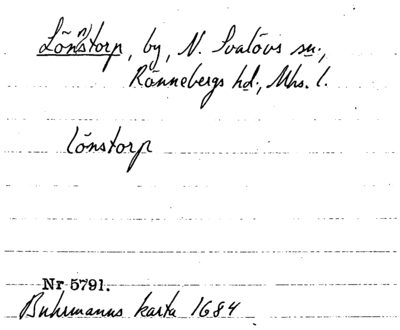 Lönstorp, by, N. Svalövs sn.,
Rönnebergs hd., Mhs. l.
Lönstorp
Nr 5791.
Buhrmanns karta 1684